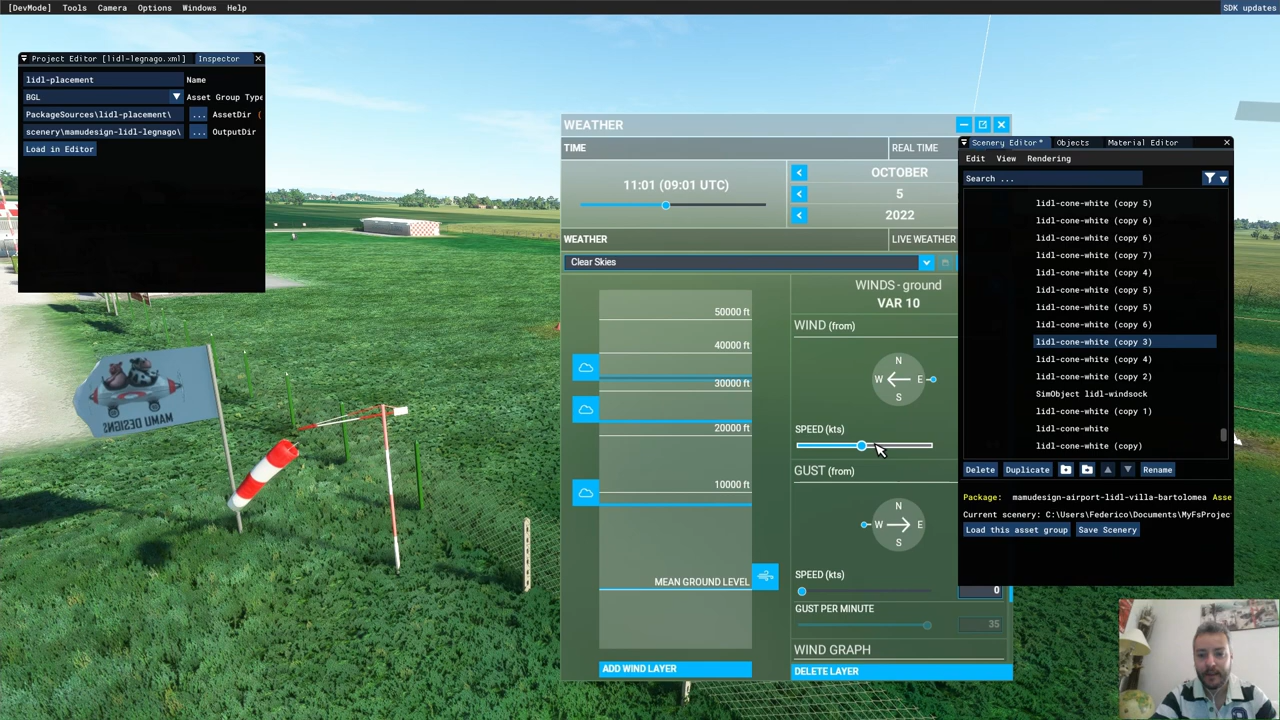 [DevMode] Tools Camera Options Windows Help
SDK updates
Project Editor [lidl-legnago.xml] Inspector
lidl-placement Name
BGL Asset Group Type
PackageSources\lidl-placement\ ... AssetDir (
scenery\mamudesign-lidl-legnago\ ... OutputDir
Load in Editor
MAMU DESIGNS
WEATHER
TIME
REAL TIME
11:01 (09:01 UTC)
OCTOBER
5
2022
WEATHER
LIVE WEATHER
Clear Skies
50000 ft
40000 ft
30000 ft
20000 ft
10000 ft
MEAN GROUND LEVEL
ADD WIND LAYER
WINDS - ground
VAR 10
WIND (from)
N
W E
S
SPEED (kts)
GUST (from)
N
W E
S
SPEED (kts)
0
GUST PER MINUTE
35
WIND GRAPH
DELETE LAYER
Scenery Editor* Objects Material Editor
Edit View Rendering
Search ...
lidl-cone-white (copy 5)
lidl-cone-white (copy 6)
lidl-cone-white (copy 6)
lidl-cone-white (copy 7)
lidl-cone-white (copy 4)
lidl-cone-white (copy 5)
lidl-cone-white (copy 5)
lidl-cone-white (copy 6)
lidl-cone-white (copy 3)
lidl-cone-white (copy 4)
lidl-cone-white (copy 2)
SimObject lidl-windsock
lidl-cone-white (copy 1)
lidl-cone-white
lidl-cone-white (copy)
Delete Duplicate Rename
Package: mamudesign-airport-lidl-villa-bartolomea Asse
Current scenery: C:\Users\Federico\Documents\MyFsProjec
Load this asset group Save Scenery